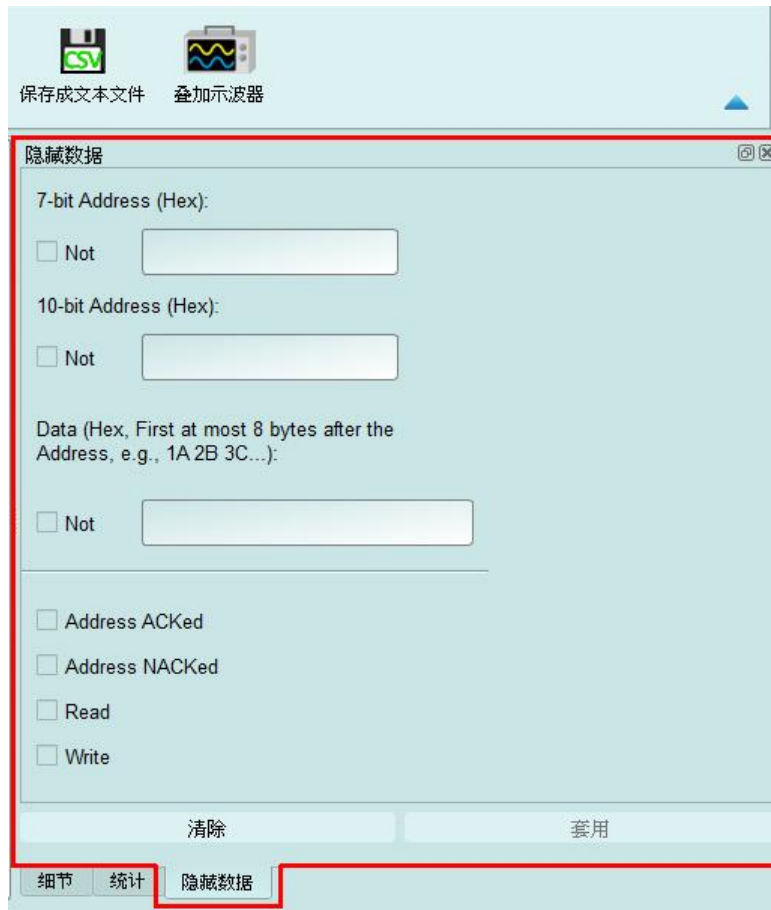 CSV
保存成文本文件 叠加示波器
隐藏数据
7-bit Address (Hex):
Not
10-bit Address (Hex):
Not
Data (Hex, First at most 8 bytes after the
Address, e.g., 1A 2B 3C...):
Not
Address ACKed
Address NACKed
Read
Write
清除 套用
细节 统计 隐藏数据